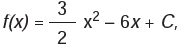 f(x) = 3/2 x² – 6x + C,